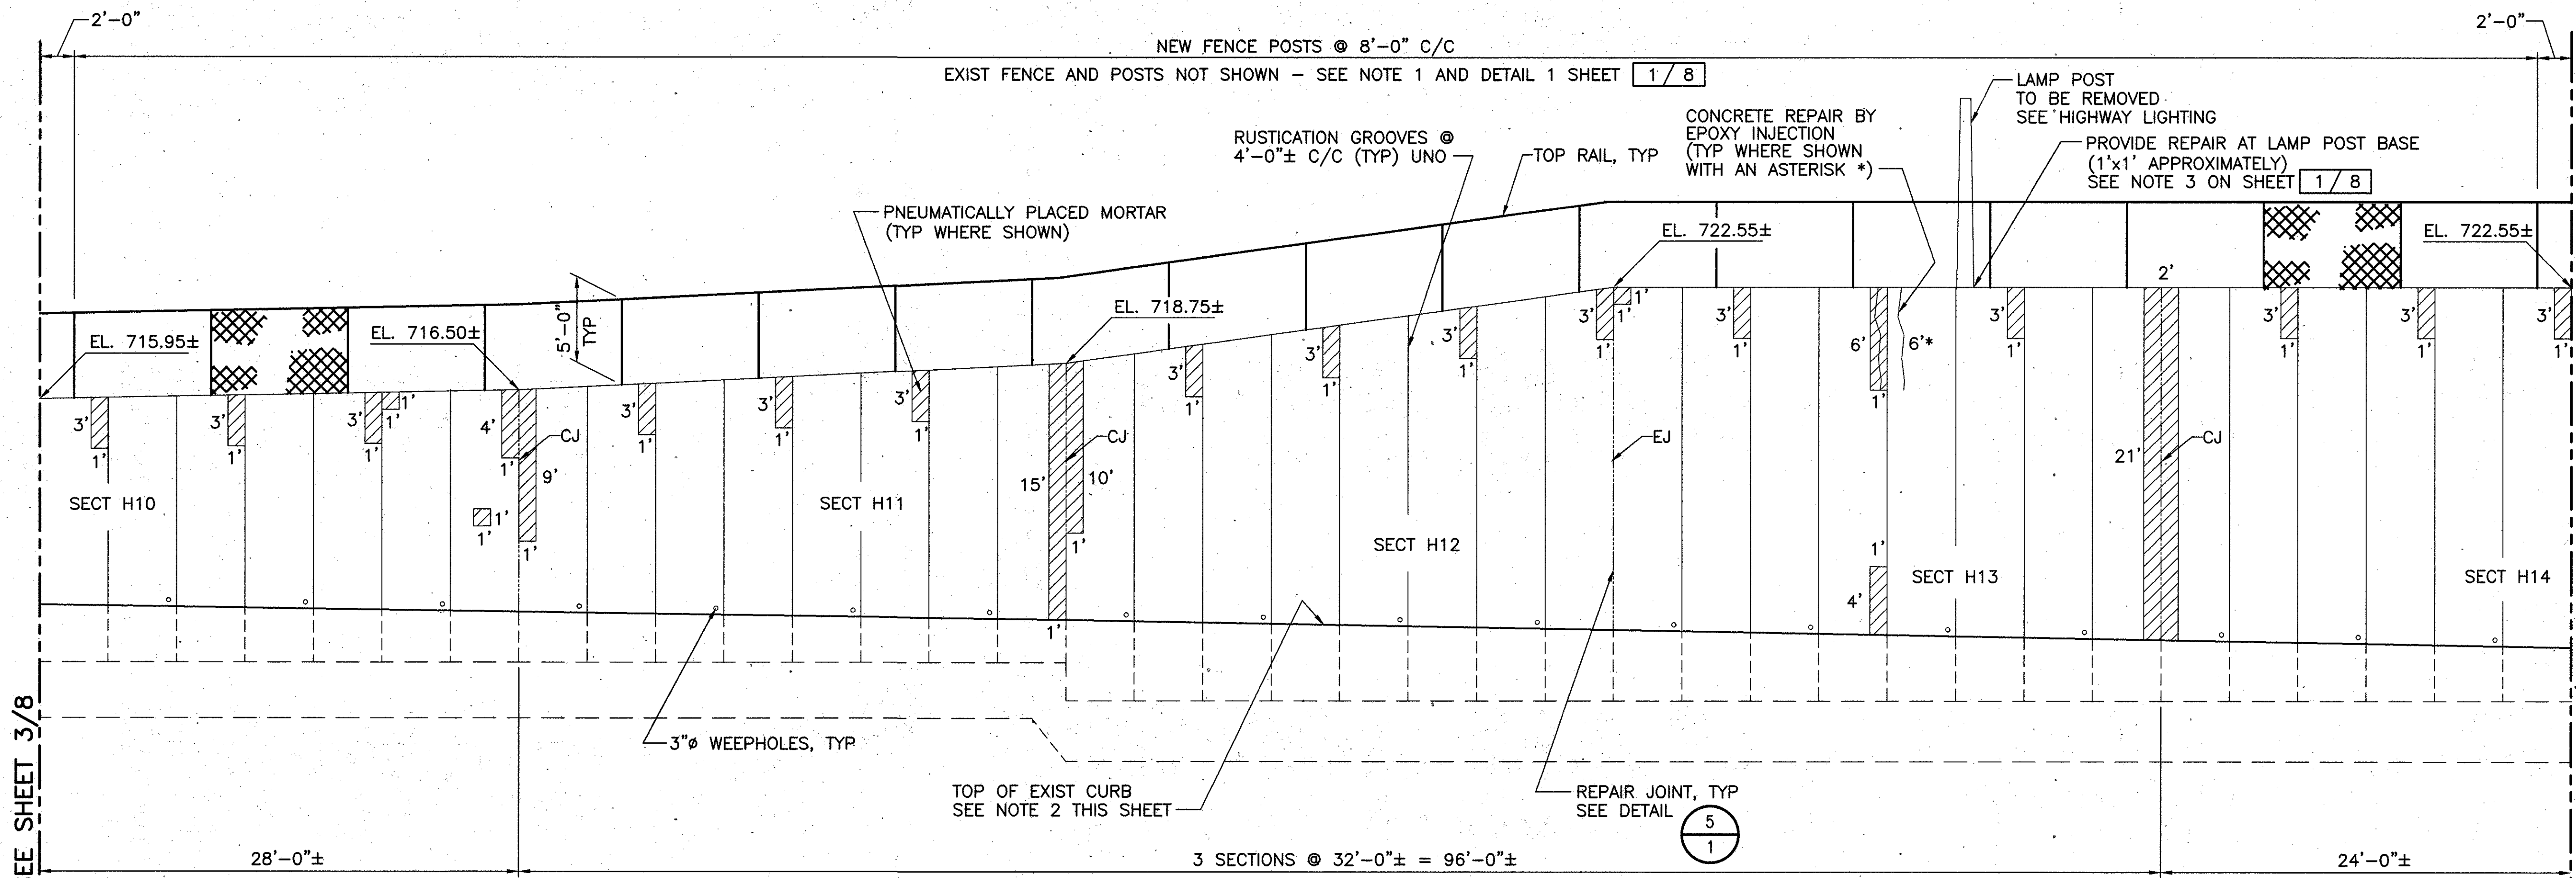 2'-0"
2'-0"
NEW FENCE POSTS @ 8'-0" C/C
EXIST FENCE AND POSTS NOT SHOWN – SEE NOTE 1 AND DETAIL 1 SHEET 1/8
LAMP POST
TO BE REMOVED
SEE HIGHWAY LIGHTING
CONCRETE REPAIR BY
EPOXY INJECTION
(TYP WHERE SHOWN
WITH AN ASTERISK *)
RUSTICATION GROOVES @
4'-0"± C/C (TYP) UNO
TOP RAIL, TYP
PROVIDE REPAIR AT LAMP POST BASE
(1'x1' APPROXIMATELY)
SEE NOTE 3 ON SHEET 1/8
PNEUMATICALLY PLACED MORTAR
(TYP WHERE SHOWN)
EL. 722.55±
EL. 722.55±
5'-0"
TYP
EL. 718.75±
EL. 715.95±
EL. 716.50±
3'
1'
3'
1'
3'
1'
1'
4'
1'
CJ
9'
1'
1'
1'
3'
1'
3'
1'
3'
1'
15'
1'
CJ
10'
1'
3'
1'
3'
1'
3'
1'
3'
1'
1'
1'
EJ
3'
1'
6'
6'*
1'
1'
4'
3'
1'
2'
21'
CJ
3'
1'
3'
1'
3'
1'
SECT H10
SECT H11
SECT H12
SECT H13
SECT H14
3"ø WEEPHOLES, TYP
TOP OF EXIST CURB
SEE NOTE 2 THIS SHEET
REPAIR JOINT, TYP
SEE DETAIL
5
1
SEE SHEET 3/8
28'-0"±
3 SECTIONS @ 32'-0"± = 96'-0"±
24'-0"±